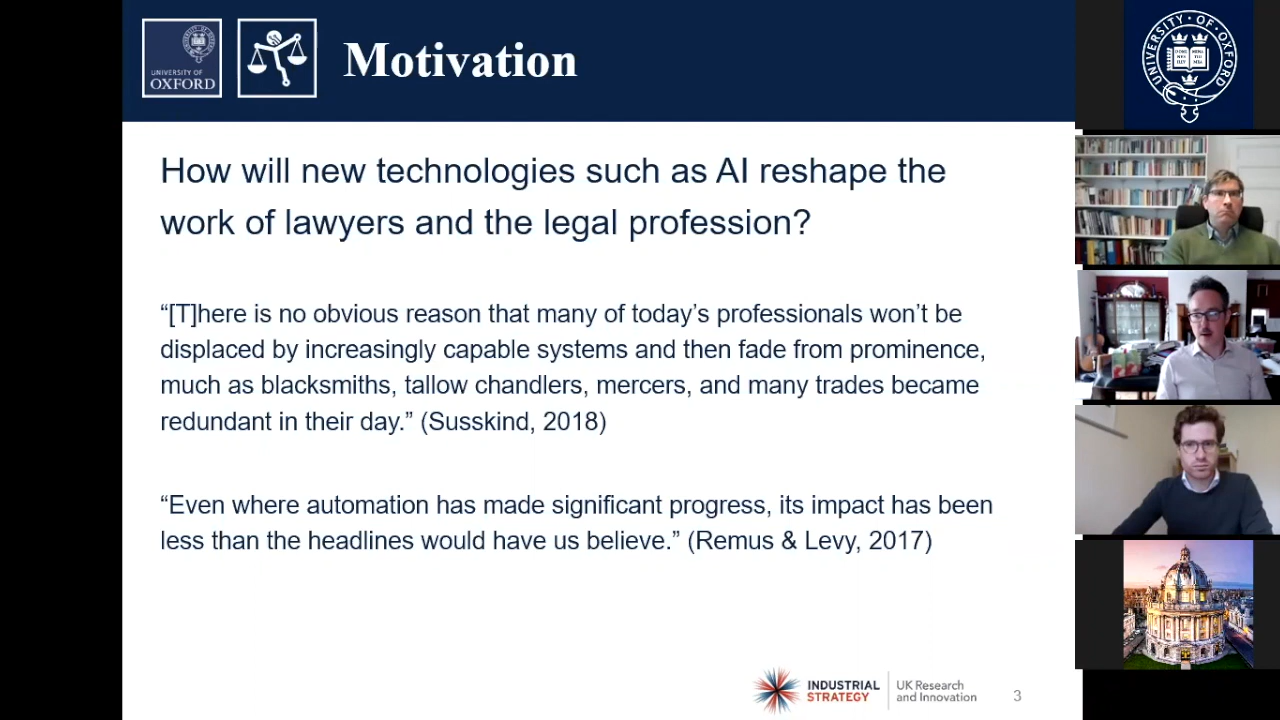 UNIVERSITY OF
OXFORD
Motivation
How will new technologies such as AI reshape the
work of lawyers and the legal profession?
“[T]here is no obvious reason that many of today’s professionals won’t be
displaced by increasingly capable systems and then fade from prominence,
much as blacksmiths, tallow chandlers, mercers, and many trades became
redundant in their day.” (Susskind, 2018)
“Even where automation has made significant progress, its impact has been
less than the headlines would have us believe.” (Remus & Levy, 2017)
INDUSTRIAL
STRATEGY
UK Research
and Innovation
3
UNIVERSITY OF OXFORD